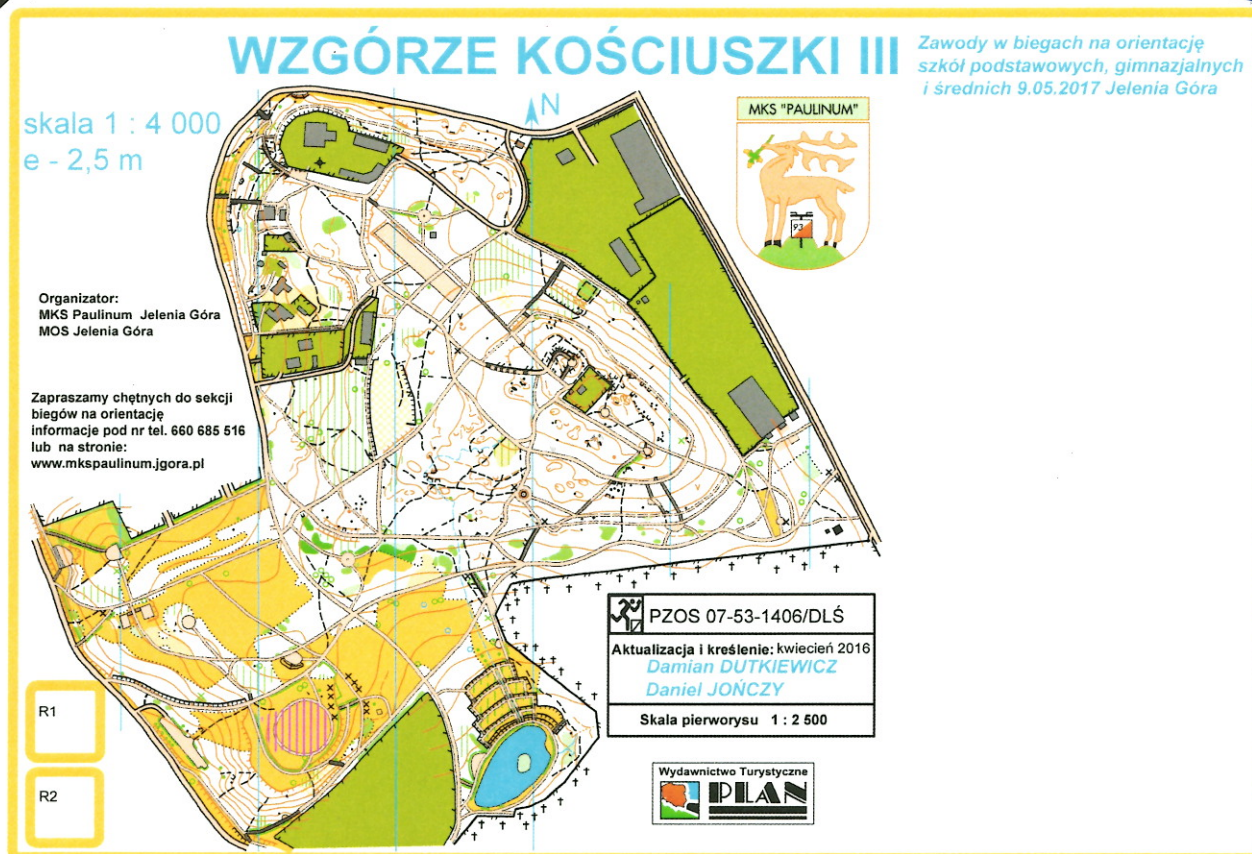 WZGÓRZE KOŚCIUSZKI III
Zawody w biegach na orientację
szkół podstawowych, gimnazjalnych
i średnich 9.05.2017 Jelenia Góra
skala 1 : 4 000
e - 2,5 m
N
MKS "PAULINUM"
93
Organizator:
MKS Paulinum Jelenia Góra
MOS Jelenia Góra
Zapraszamy chętnych do sekcji
biegów na orientację
informacje pod nr tel. 660 685 516
lub na stronie:
www.mkspaulinum.jgora.pl
PZOS 07-53-1406/DLŚ
Aktualizacja i kreślenie: kwiecień 2016
Damian DUTKIEWICZ
Daniel JOŃCZY
Skala pierworysu 1 : 2 500
R1
R2
Wydawnictwo Turystyczne
PLAN